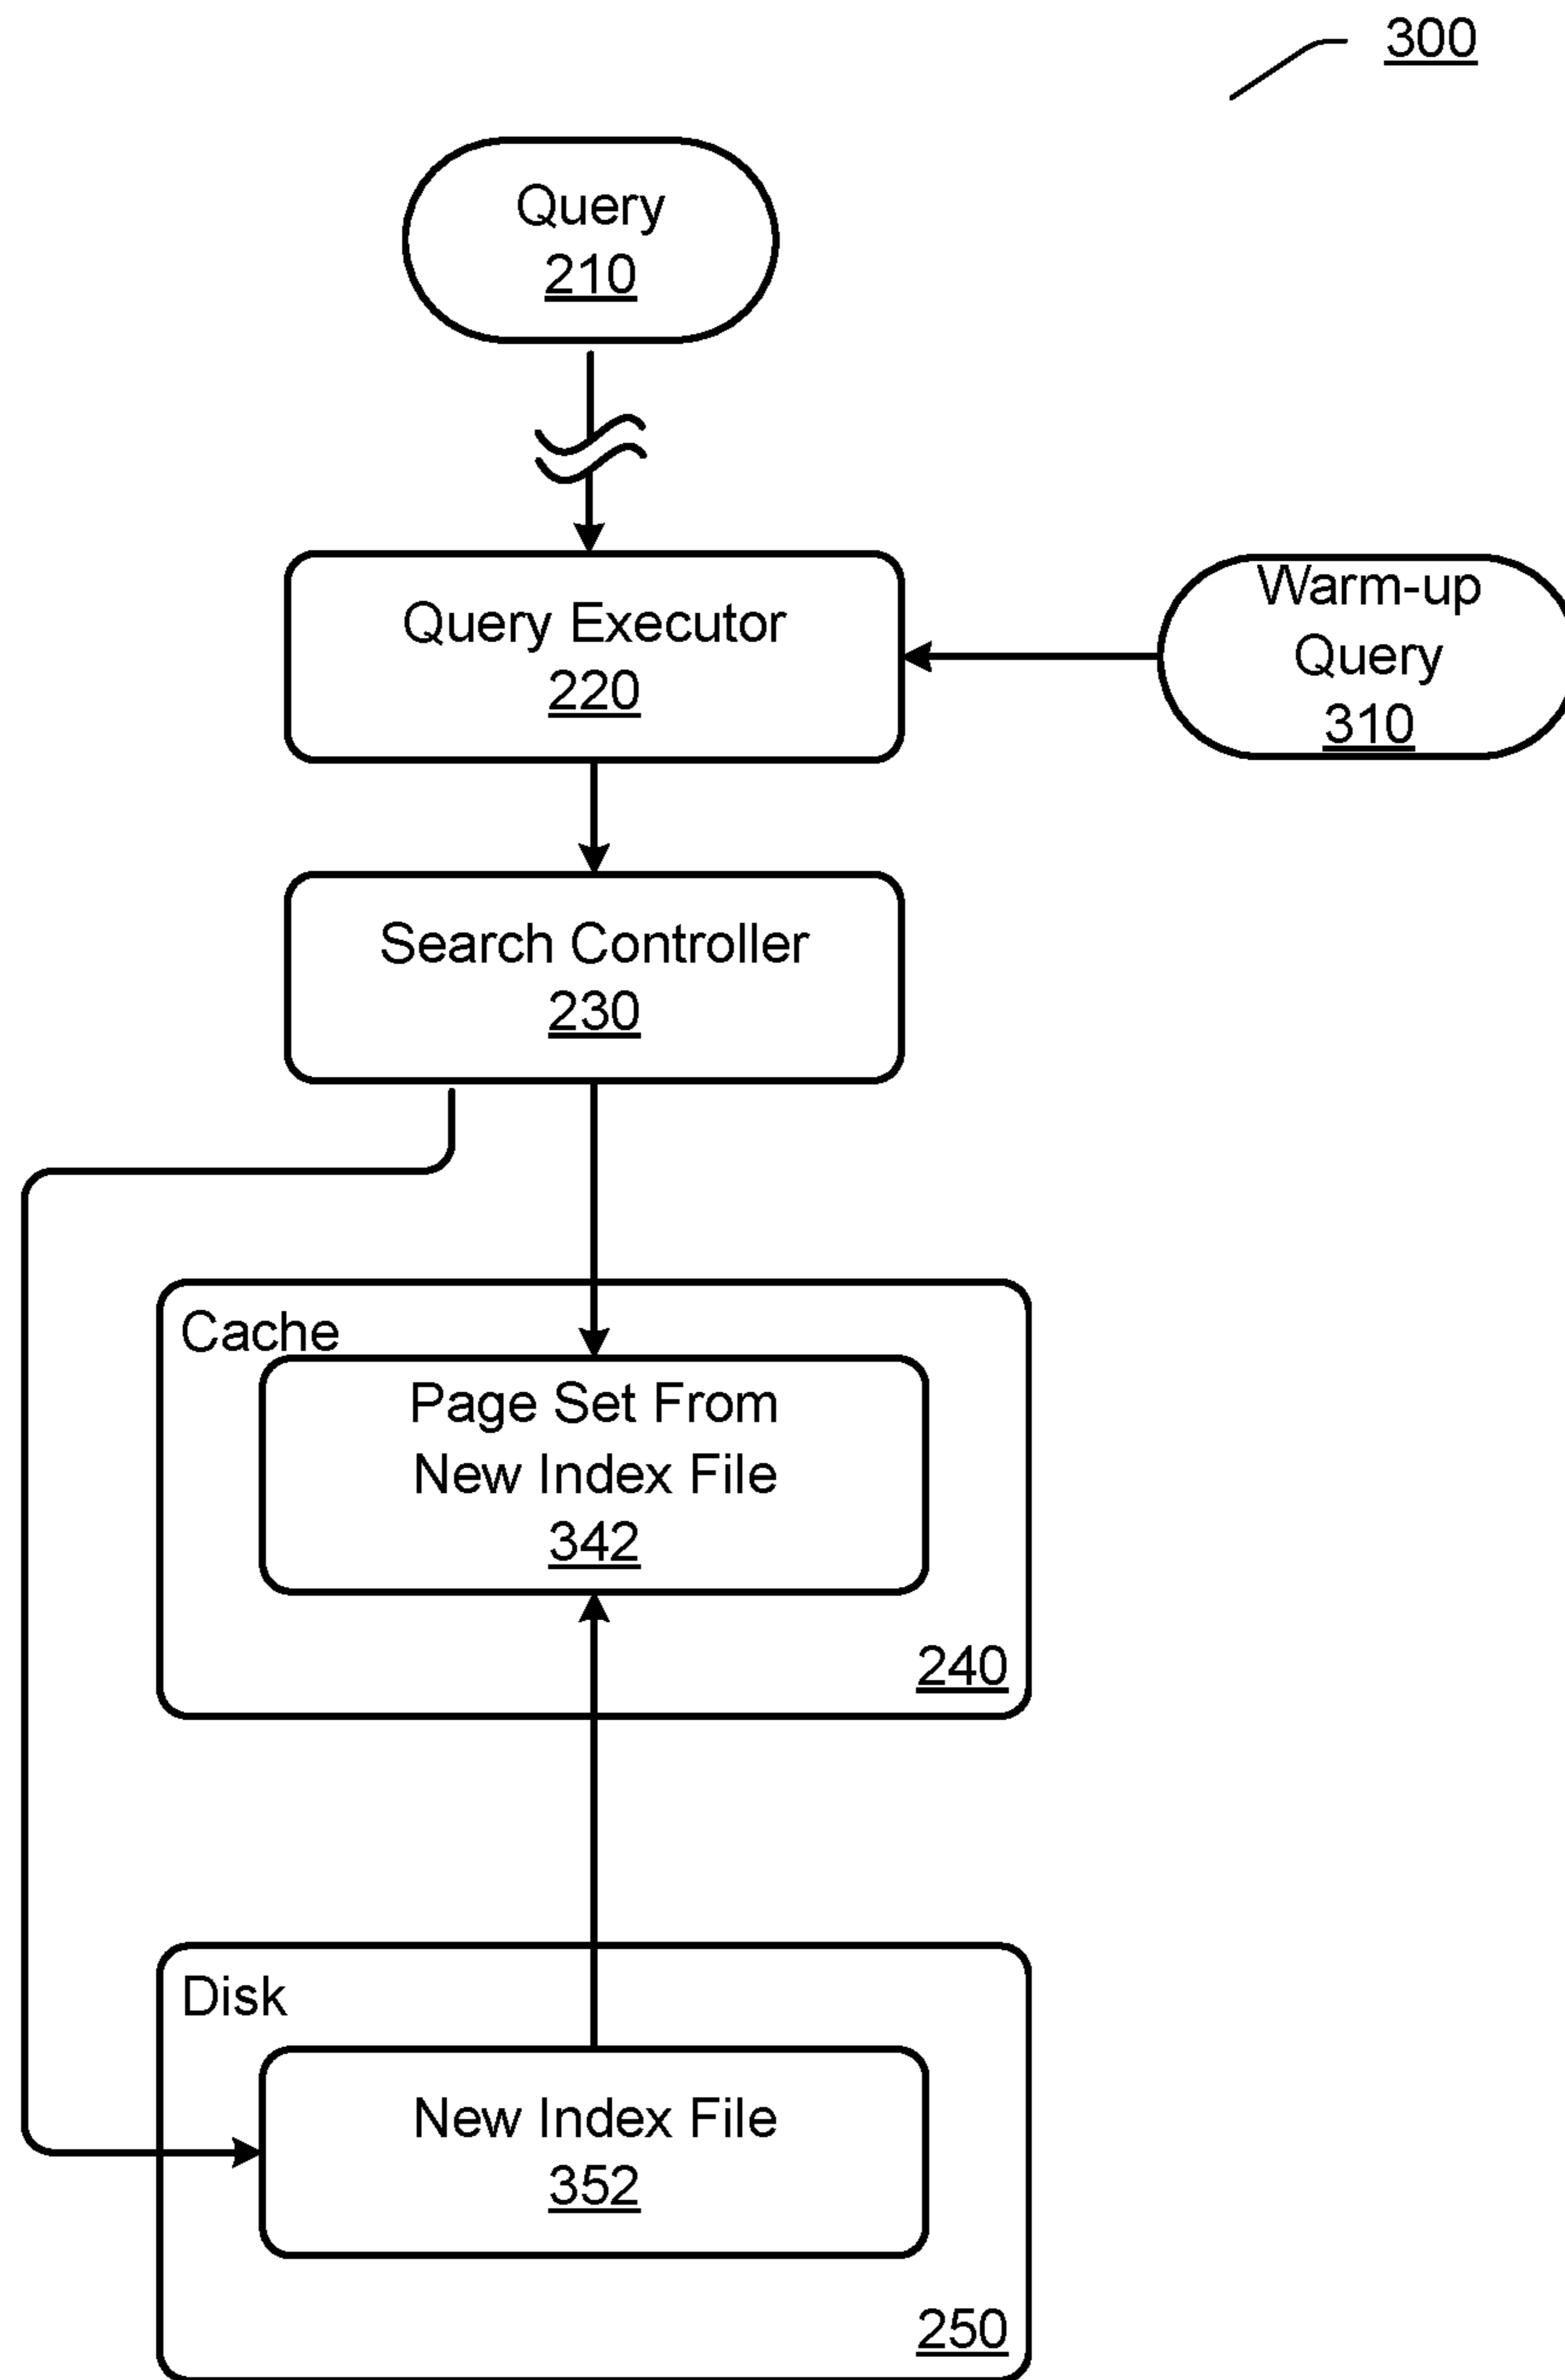 300
Query
210
Query Executor
220
Warm-up
Query
310
Search Controller
230
Cache
Page Set From
New Index File
342
240
Disk
New Index File
352
250